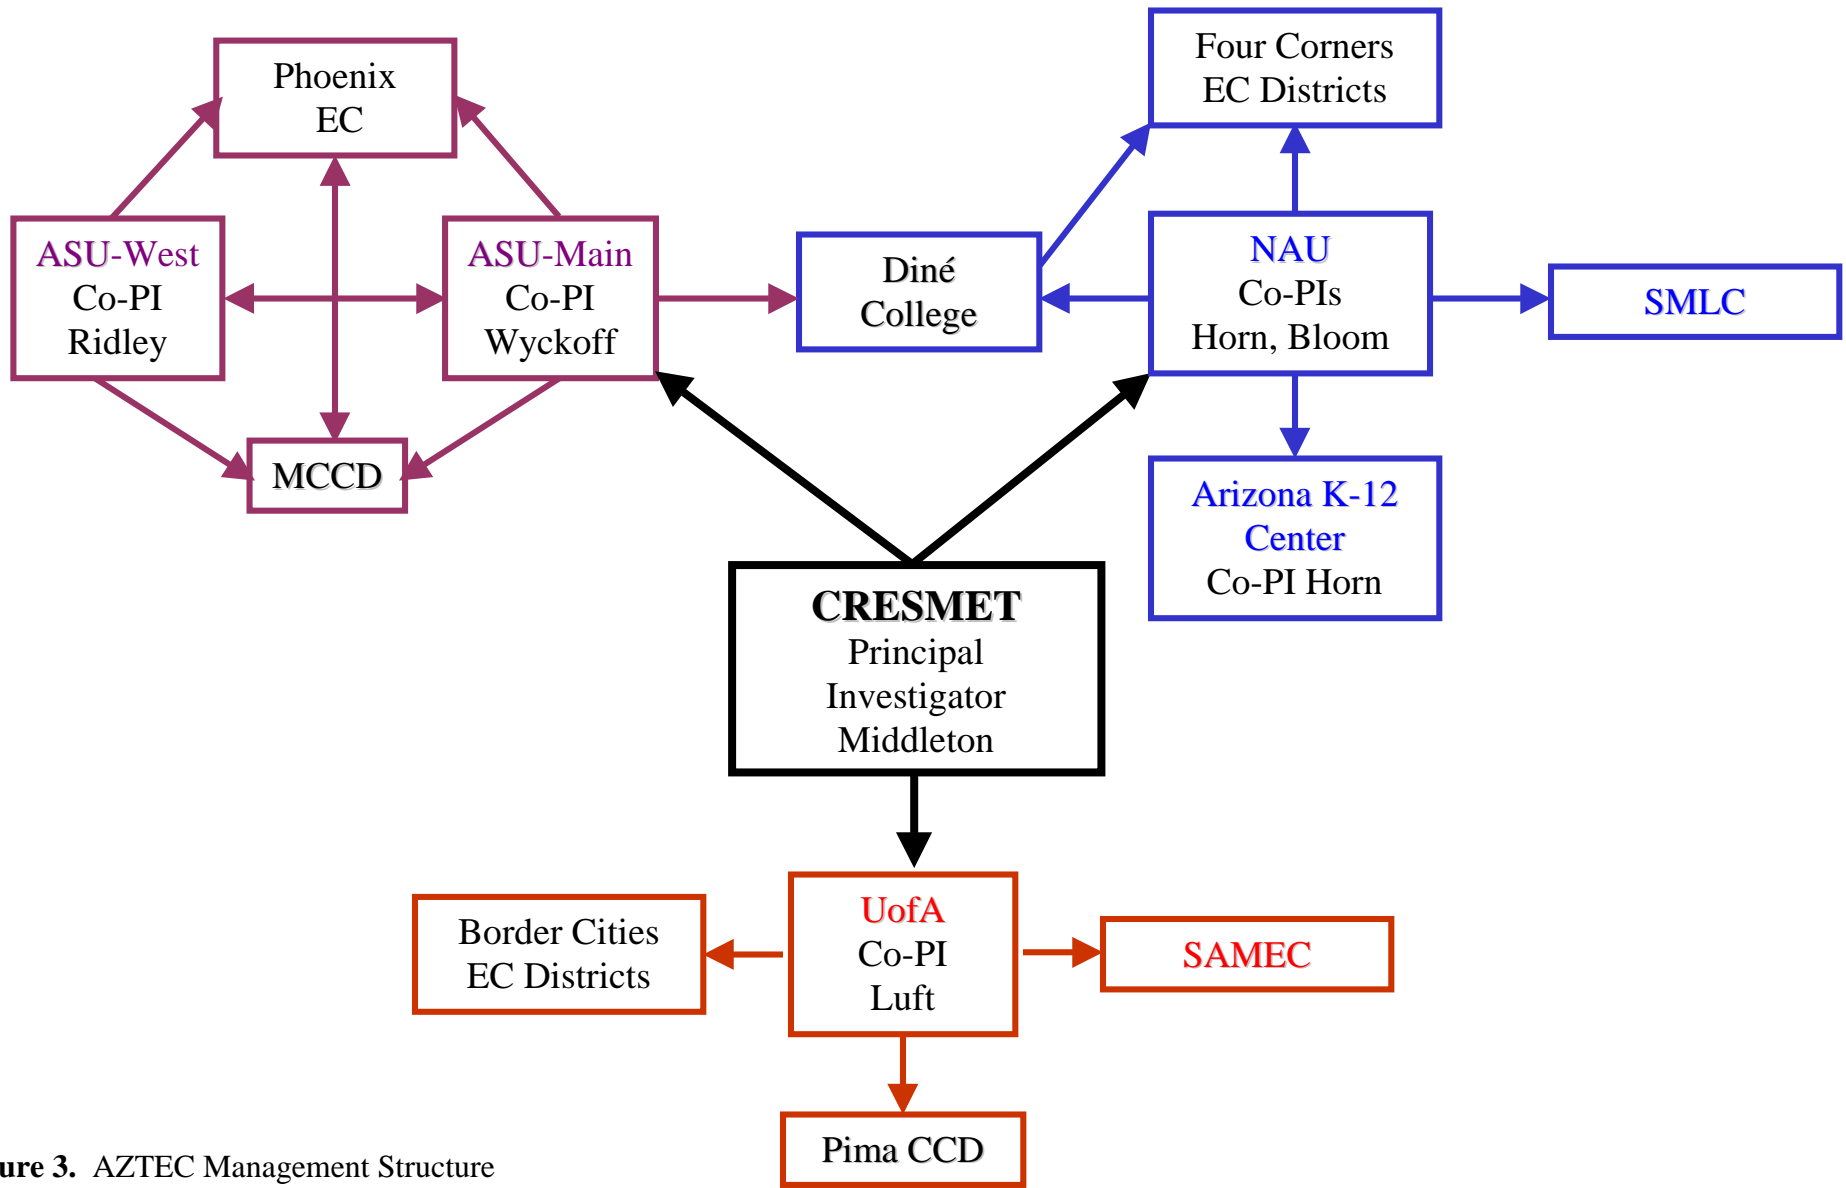 Phoenix
EC
Four Corners
EC Districts
ASU-West
Co-PI
Ridley
ASU-Main
Co-PI
Wyckoff
Diné
College
NAU
Co-PIs
Horn, Bloom
SMLC
MCCD
Arizona K-12
Center
Co-PI Horn
CRESMET
Principal
Investigator
Middleton
Border Cities
EC Districts
UofA
Co-PI
Luft
SAMEC
Pima CCD
ure 3. AZTEC Management Structure